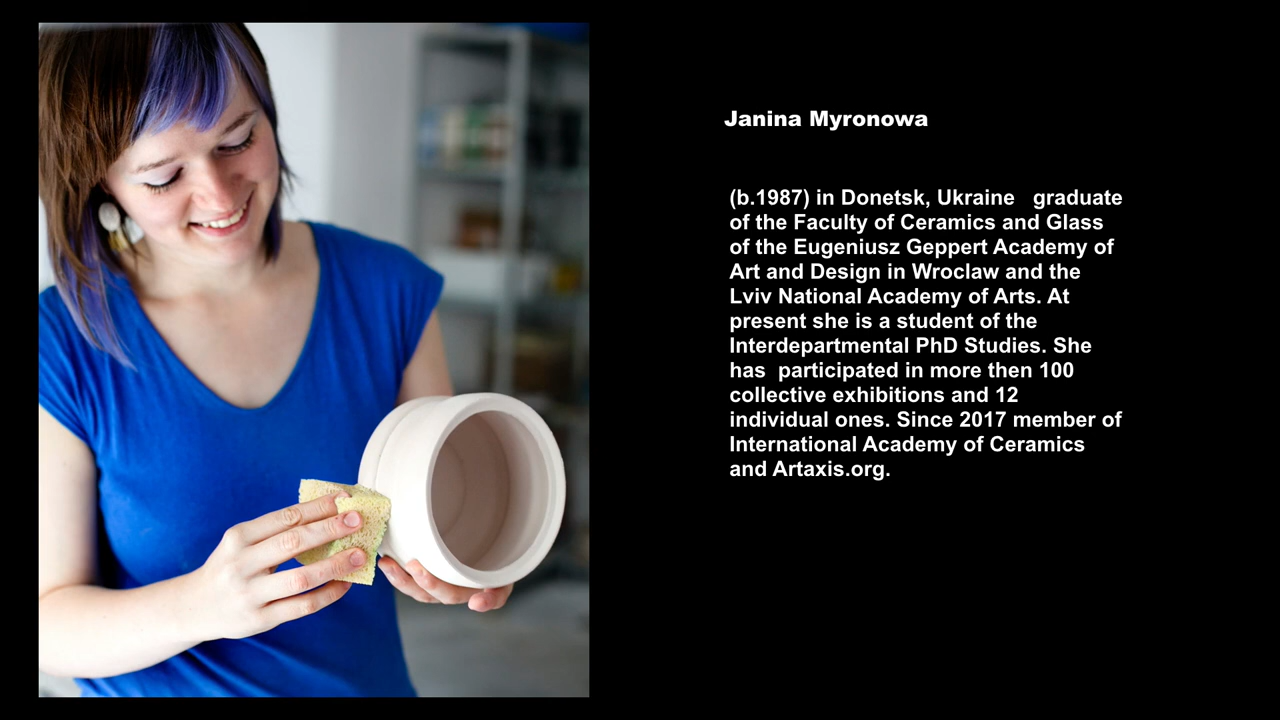 Janina Myronowa
(b.1987) in Donetsk, Ukraine   graduate
of the Faculty of Ceramics and Glass
of the Eugeniusz Geppert Academy of
Art and Design in Wroclaw and the
Lviv National Academy of Arts. At
present she is a student of the
Interdepartmental PhD Studies. She
has  participated in more then 100
collective exhibitions and 12
individual ones. Since 2017 member of
International Academy of Ceramics
and Artaxis.org.